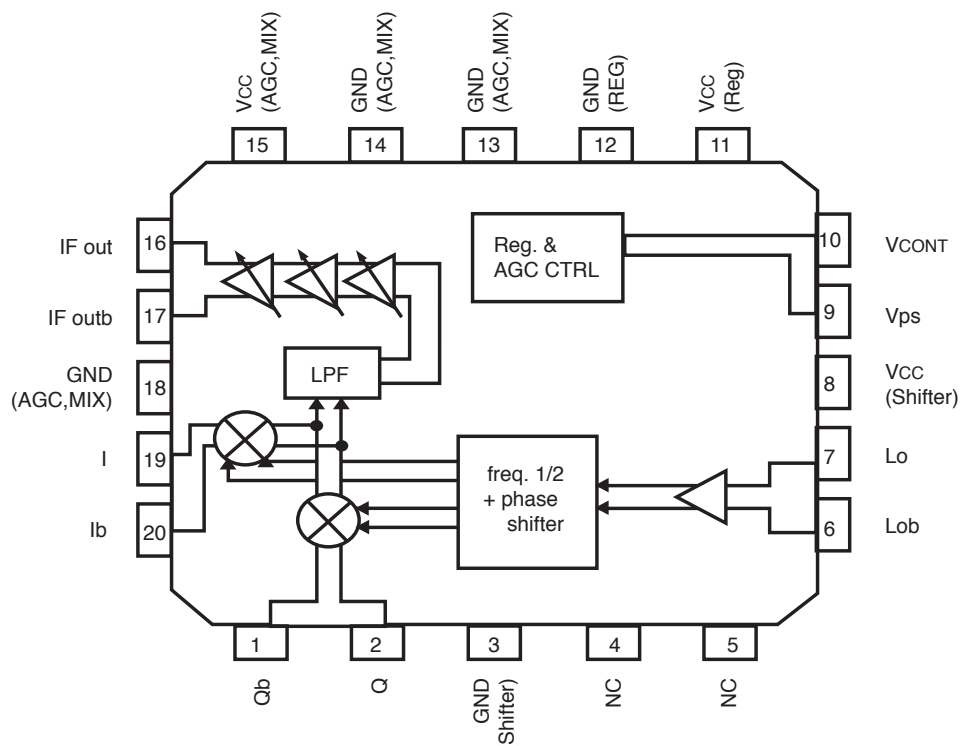 VCC
(AGC,MIX)
GND
(AGC,MIX)
GND
(AGC,MIX)
GND
(REG)
VCC
(Reg)
15
14
13
12
11
IF out
16
IF outb
17
GND
(AGC,MIX)
18
I
19
Ib
20
Reg. &
AGC CTRL
LPF
freq. 1/2
+ phase
shifter
10
VCONT
9
Vps
8
VCC
(Shifter)
7
Lo
6
Lob
1
2
3
4
5
Qb
Q
GND
Shifter)
NC
NC